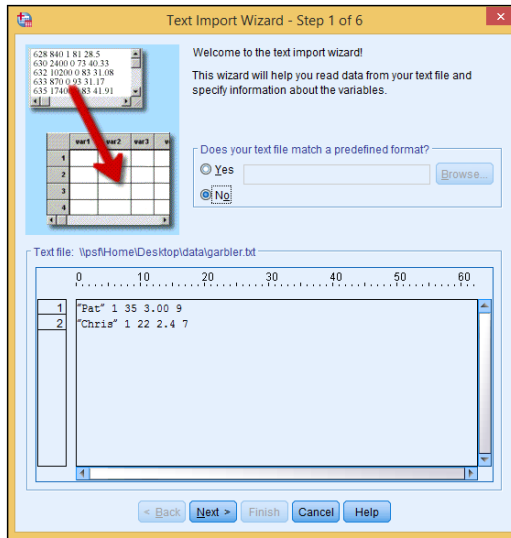 Text Import Wizard - Step 1 of 6
628 840 1 81 28.5
630 2400 0 73 40.33
632 10200 0 83 31.08
633 870 0 93 31.17
635 1740 0 83 41.91
var1 var2 var3 v
1
2
3
4
Welcome to the text import wizard!
This wizard will help you read data from your text file and
specify information about the variables.
Does your text file match a predefined format?
Yes
Browse...
No
Text file: \\psf\Home\Desktop\data\garbler.txt
0 10 20 30 40 50 60
1 "Pat" 1 35 3.00 9
2 "Chris" 1 22 2.4 7
< Back Next > Finish Cancel Help